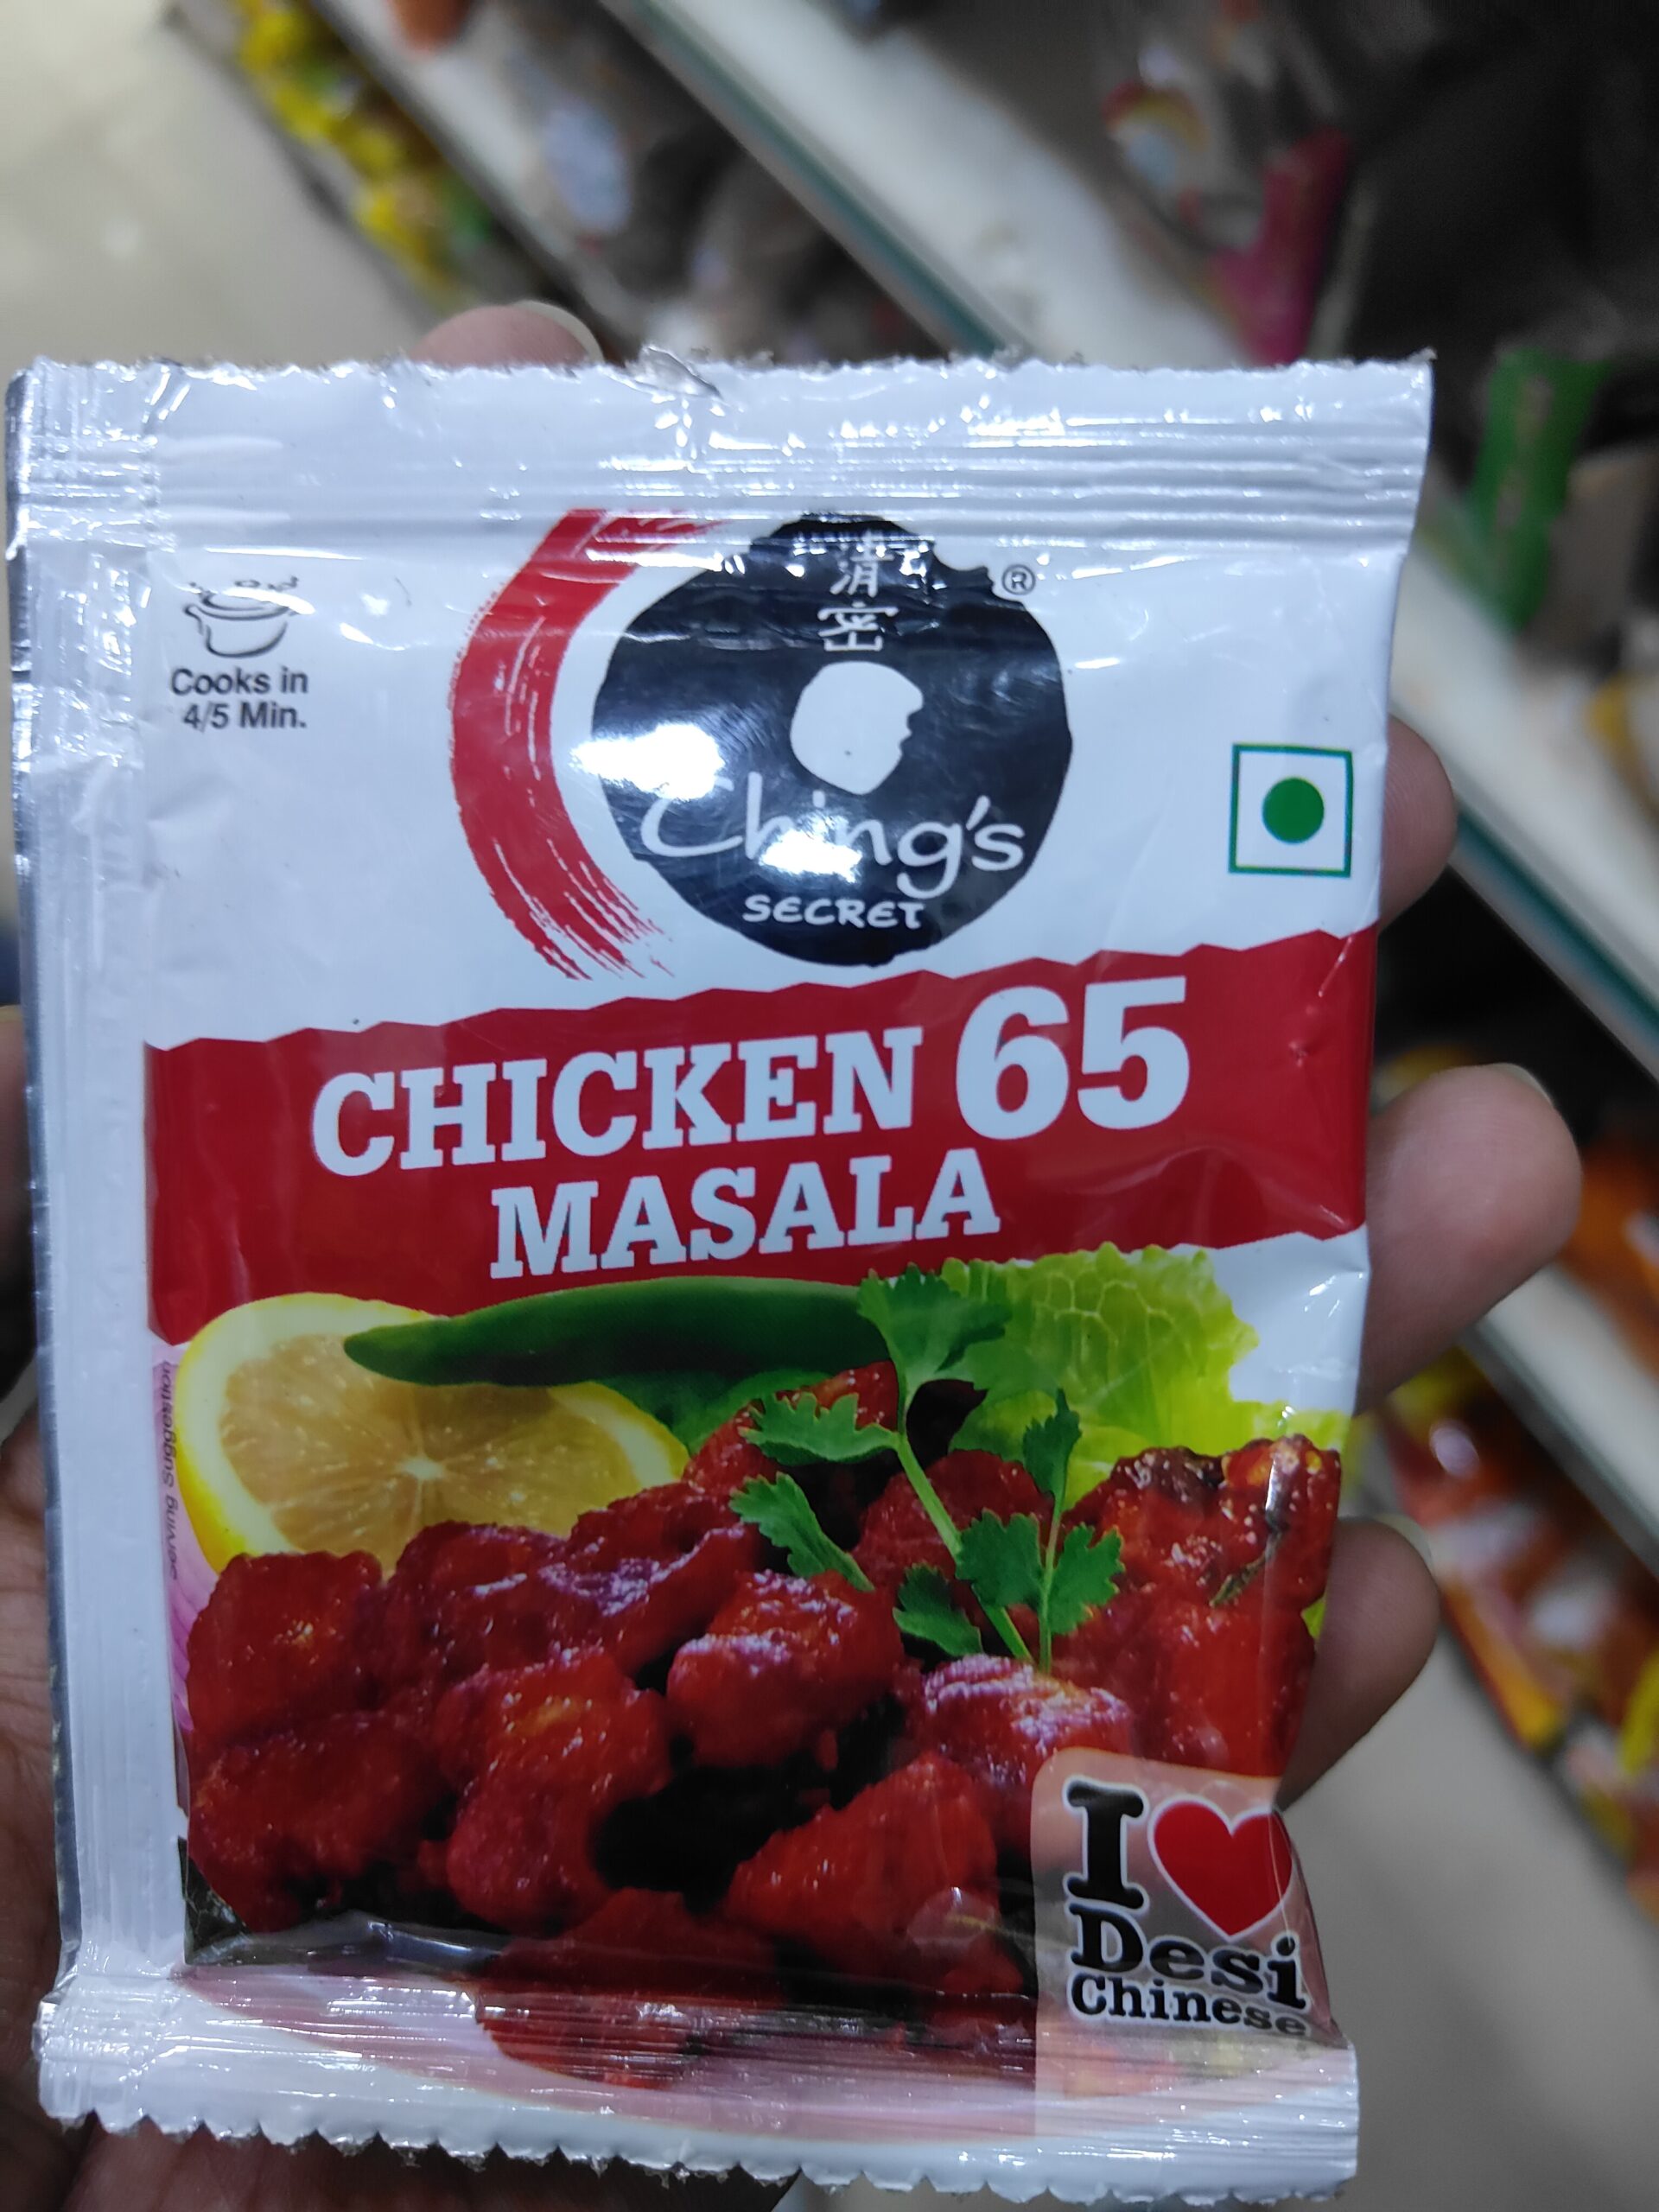 清
密
®
Ching's
SECRET
Cooks in
4/5 Min.
CHICKEN 65
MASALA
Serving Suggestion
I
Desi
Chinese